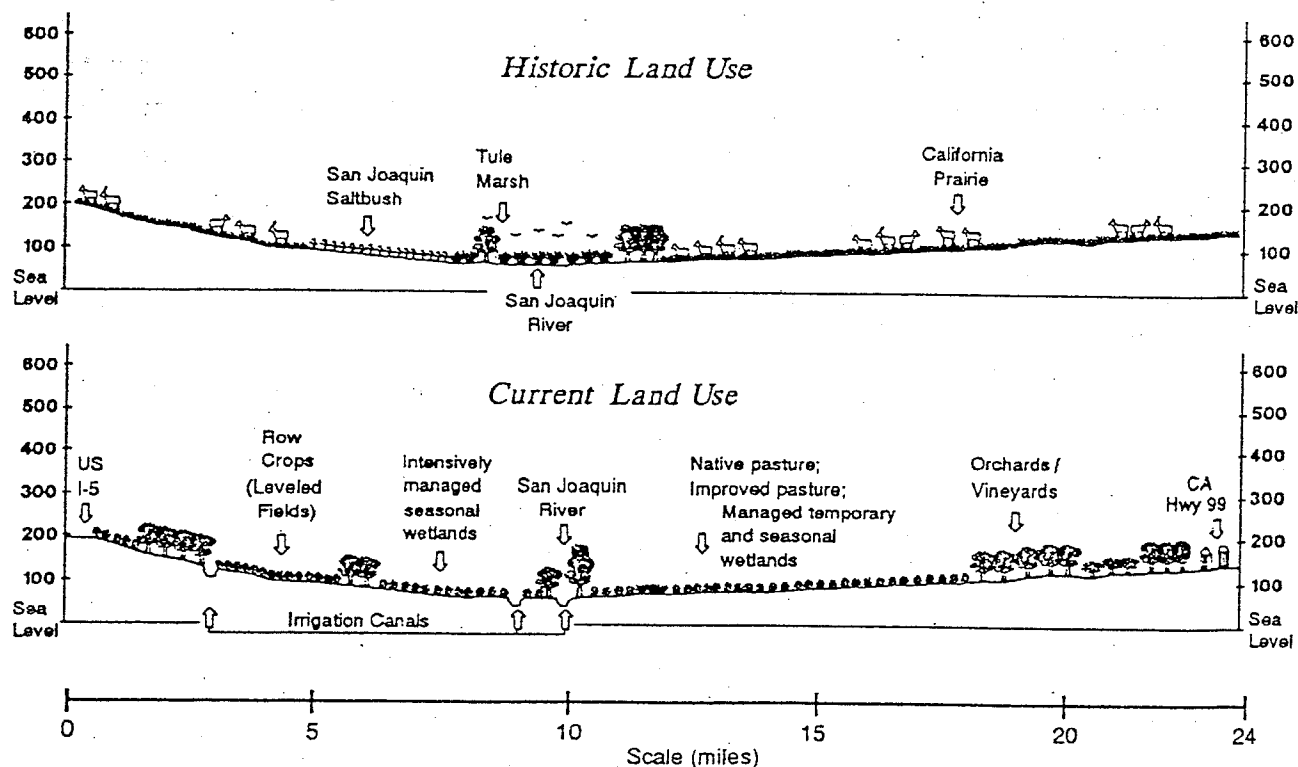 Historic Land Use
600
500
400
300
200
100
Sea
Level
600
500
400
300
200
100
Sea
Level
San Joaquin
Saltbush
Tule
Marsh
California
Prairie
San Joaquin
River
Current Land Use
600
500
400
300
200
100
Sea
Level
600
500
400
300
200
100
Sea
Level
US
I-5
Row
Crops
(Leveled
Fields)
Intensively
managed
seasonal
wetlands
San Joaquin
River
Native pasture;
Improved pasture;
Managed temporary
and seasonal
wetlands
Orchards/
Vineyards
CA
Hwy 99
Irrigation Canals
0
5
10
15
20
24
Scale (miles)